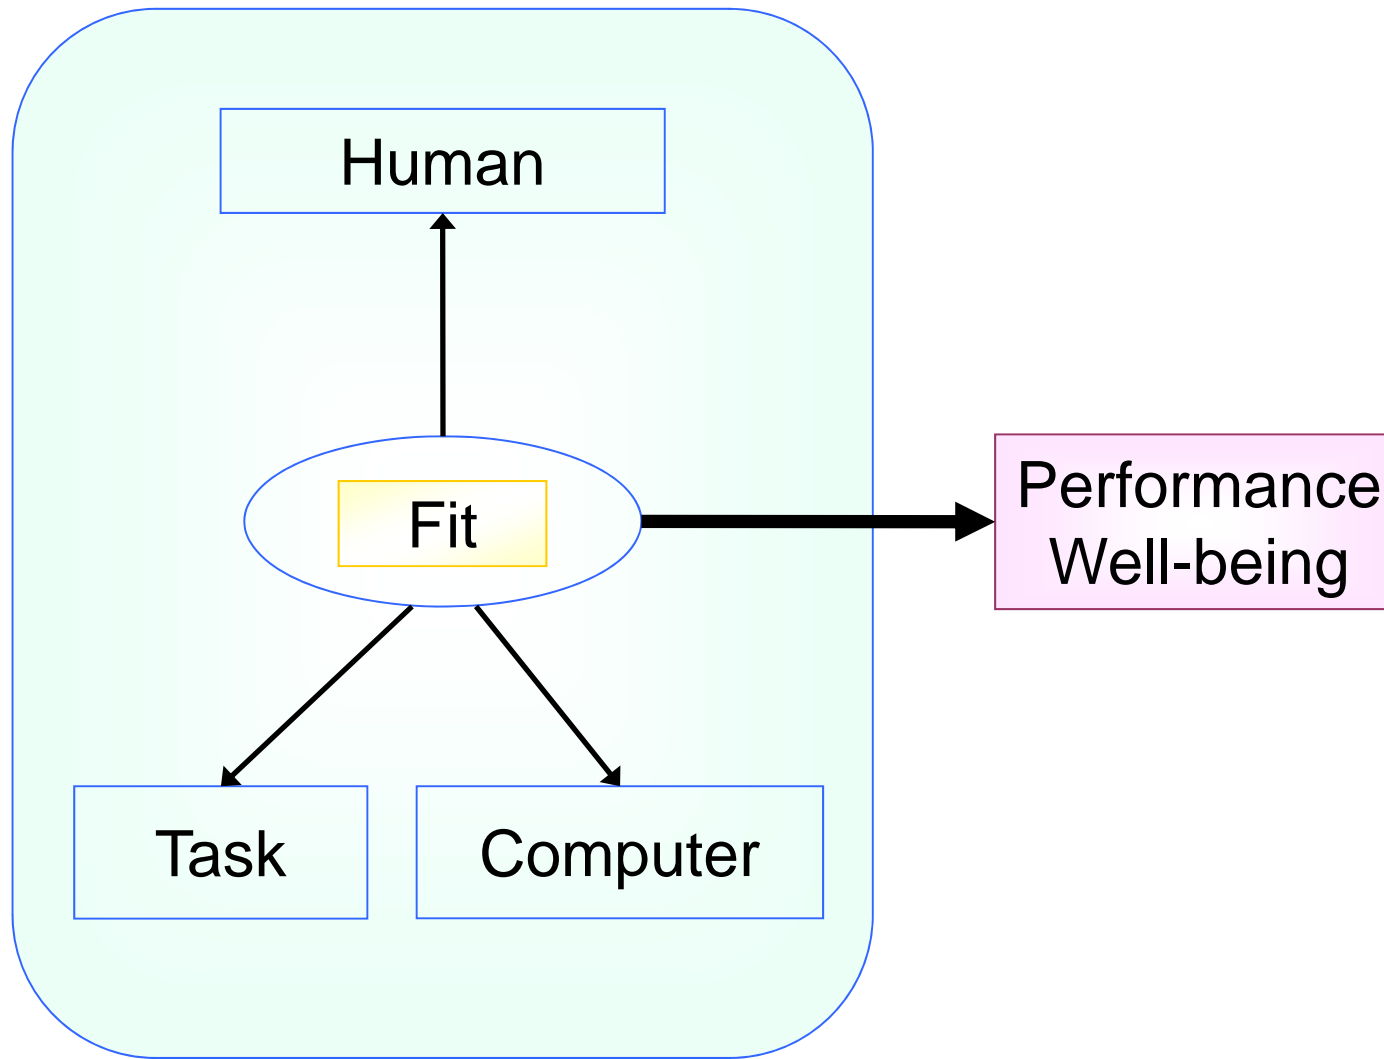 Human
Fit
Performance
Well-being
Task
Computer